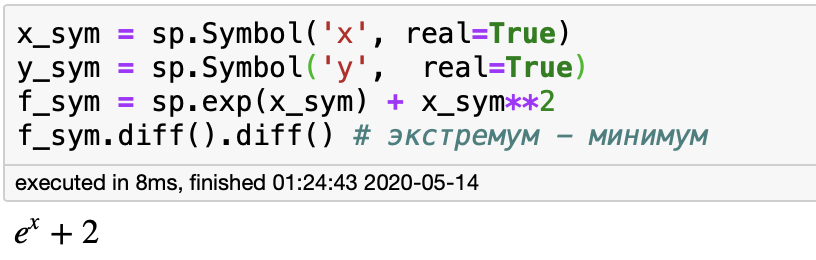 x_sym = sp.Symbol('x', real=True)
y_sym = sp.Symbol('y',  real=True)
f_sym = sp.exp(x_sym) + x_sym**2
f_sym.diff().diff() # экстремум – минимум
executed in 8ms, finished 01:24:43 2020-05-14
eˣ + 2